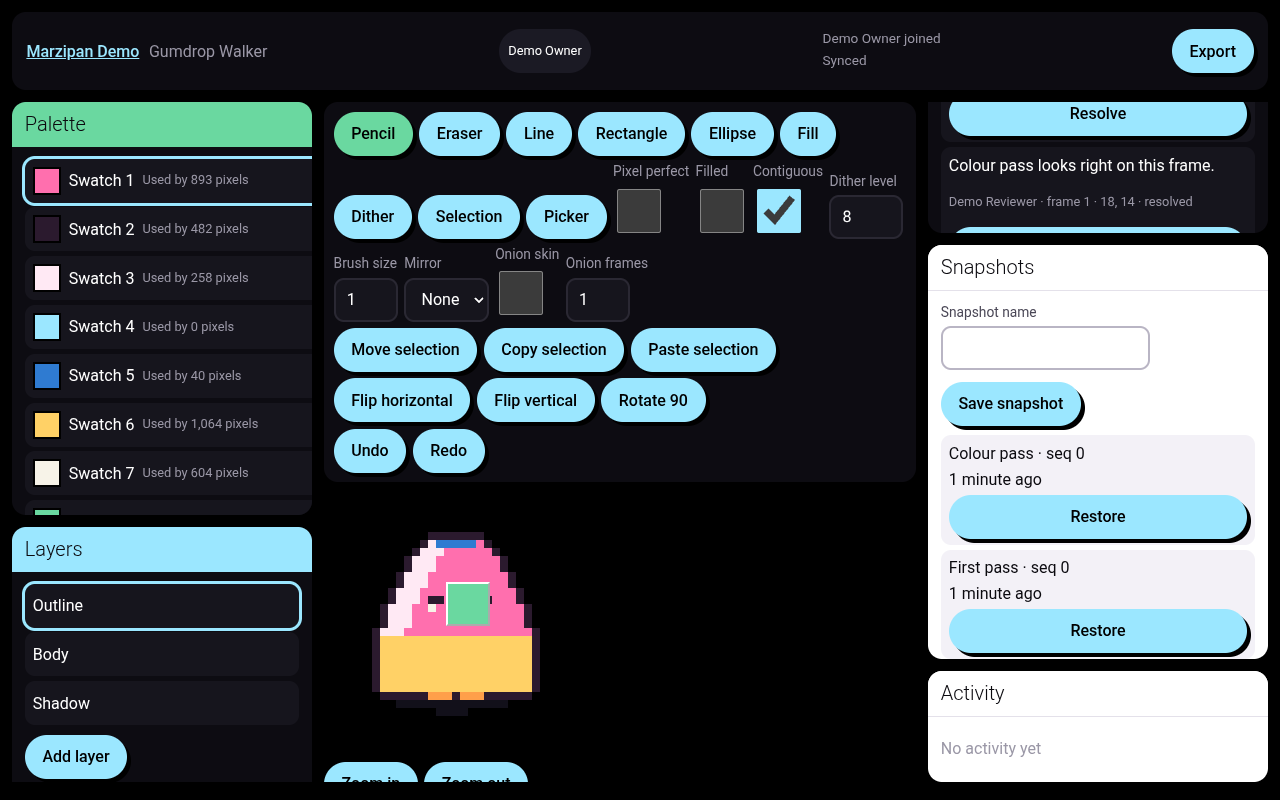 Marzipan Demo Gumdrop Walker
Demo Owner
Demo Owner joined
Synced
Export
Palette
Swatch 1 Used by 893 pixels
Swatch 2 Used by 482 pixels
Swatch 3 Used by 258 pixels
Swatch 4 Used by 0 pixels
Swatch 5 Used by 40 pixels
Swatch 6 Used by 1,064 pixels
Swatch 7 Used by 604 pixels
Layers
Outline
Body
Shadow
Add layer
Pencil Eraser Line Rectangle Ellipse Fill
Dither Selection Picker Pixel perfect Filled Contiguous Dither level
8
Brush size Mirror Onion skin Onion frames
1 None 1
Move selection Copy selection Paste selection
Flip horizontal Flip vertical Rotate 90
Undo Redo
Zoom in Zoom out
Resolve
Colour pass looks right on this frame.
Demo Reviewer · frame 1 · 18, 14 · resolved
Snapshots
Snapshot name
Save snapshot
Colour pass · seq 0
1 minute ago
Restore
First pass · seq 0
1 minute ago
Restore
Activity
No activity yet